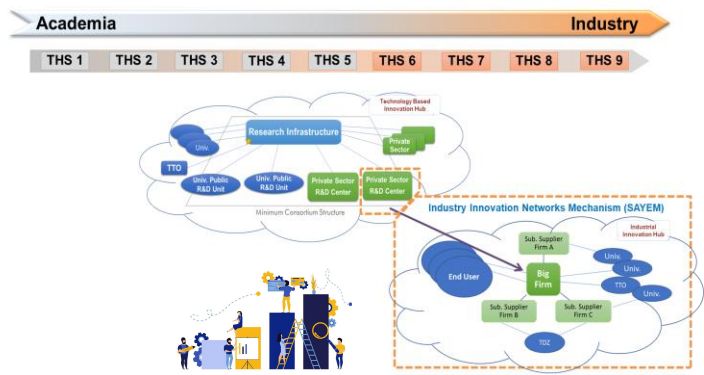 Academia
Industry
THS 1
THS 2
THS 3
THS 4
THS 5
THS 6
THS 7
THS 8
THS 9
Technology Based
Innovation Hub
Research Infrastructure
Univ.
Private
Sector
TTO
Univ. Public
R&D Unit
Univ. Public
R&D Unit
Private Sector
R&D Center
Private Sector
R&D Center
Minimum Consortium Structure
Industry Innovation Networks Mechanism (SAYEM)
Industrial
Innovation Hub
Sub. Supplier
Firm A
End User
Big
Firm
Univ.
Univ.
TTO
Univ.
Sub. Supplier
Firm B
Sub. Supplier
Firm C
TDZ